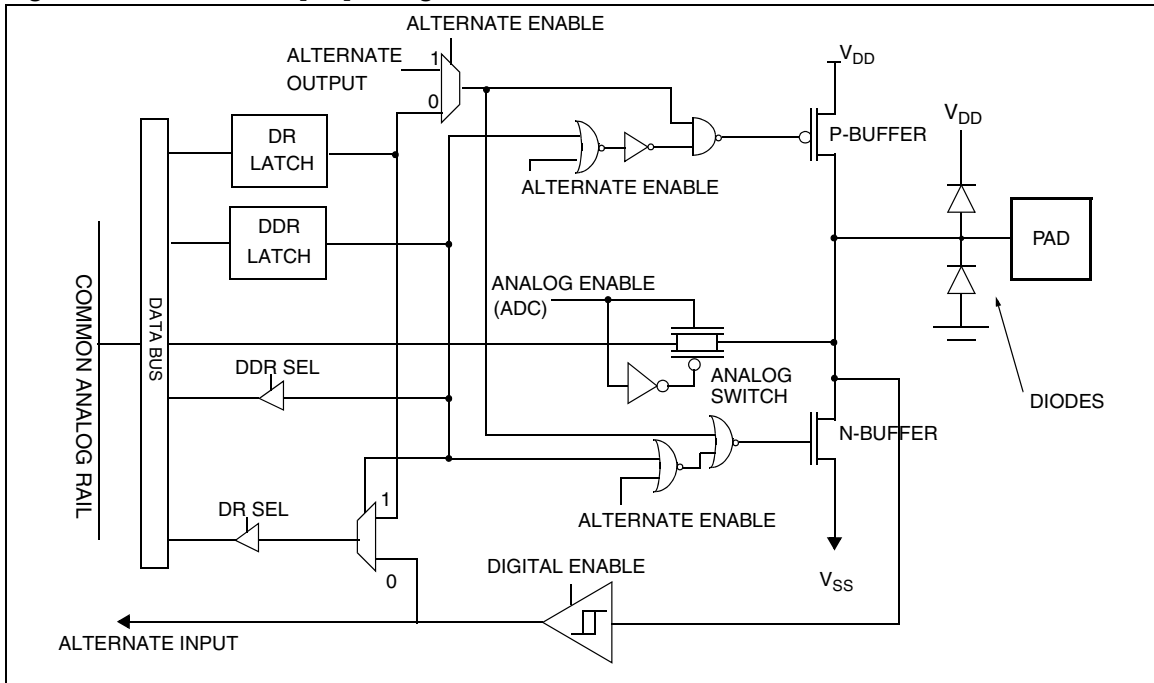 ALTERNATE ENABLE
ALTERNATE
OUTPUT
1
0
VDD
P-BUFFER
VDD
DR
LATCH
ALTERNATE ENABLE
DDR
LATCH
PAD
ANALOG ENABLE
(ADC)
COMMON ANALOG RAIL
DATA BUS
DDR SEL
ANALOG
SWITCH
DIODES
N-BUFFER
1
DR SEL
ALTERNATE ENABLE
0
DIGITAL ENABLE
VSS
ALTERNATE INPUT